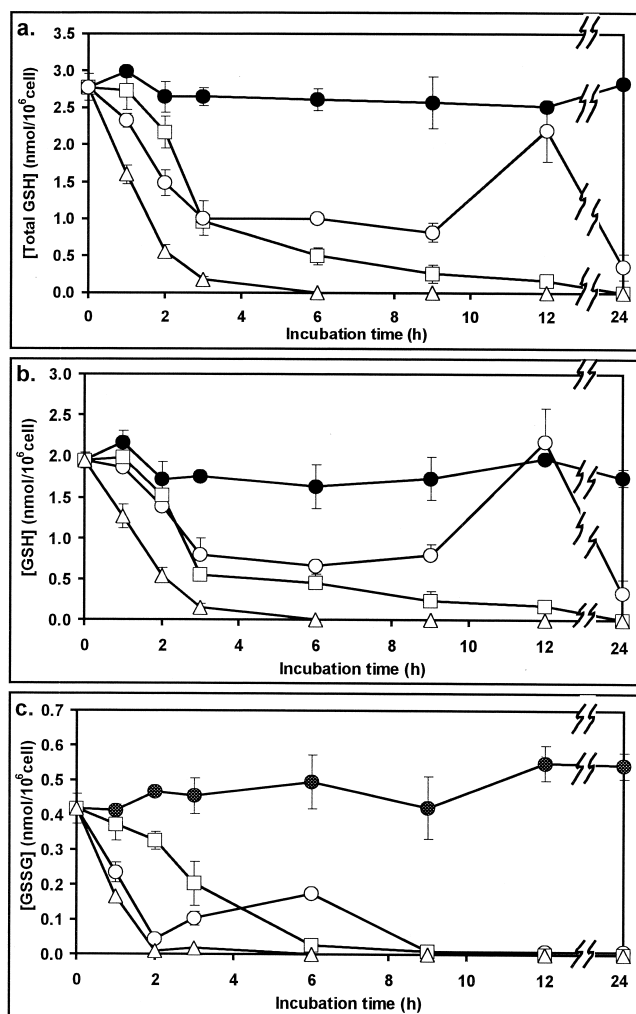 a.
[Total GSH] (nmol/10⁶cell)
3.5
3.0
2.5
2.0
1.5
1.0
0.5
0.0
0 2 4 6 8 10 12 24
Incubation time (h)
b.
[GSH] (nmol/10⁶cell)
3.0
2.5
2.0
1.5
1.0
0.5
0.0
0 2 4 6 8 10 12 24
Incubation time (h)
c.
[GSSG] (nmol/10⁶cell)
0.7
0.6
0.5
0.4
0.3
0.2
0.1
0.0
0 2 4 6 8 10 12 24
Incubation time (h)